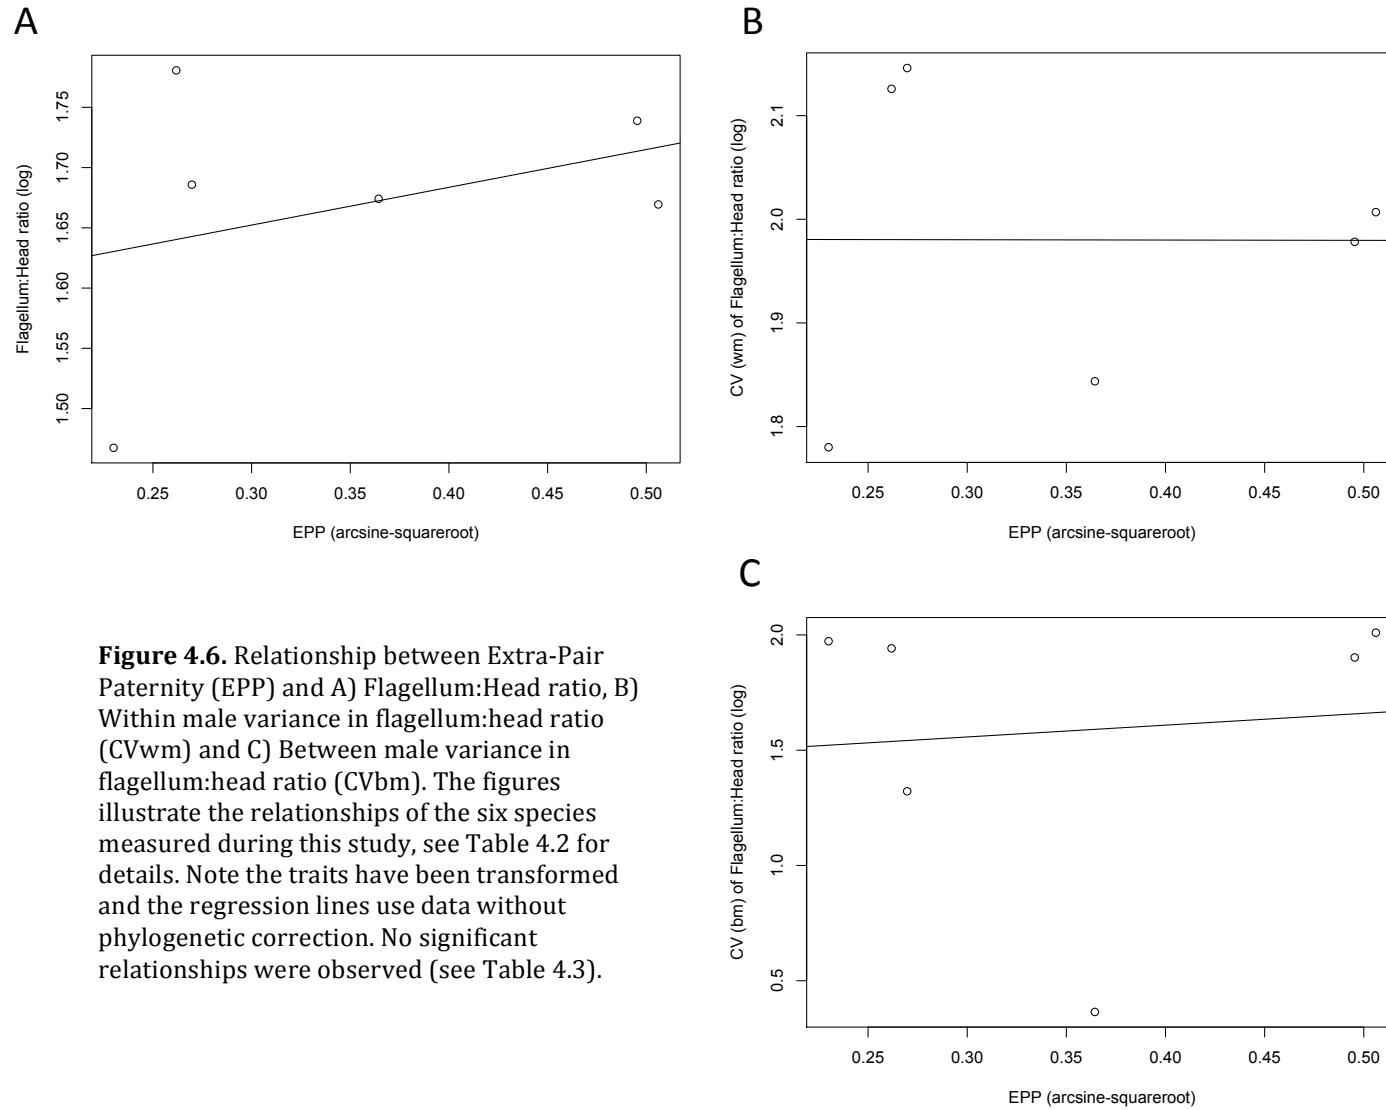 A
1.50 1.55 1.60 1.65 1.70 1.75
Flagellum:Head ratio (log)
0.25 0.30 0.35 0.40 0.45 0.50
EPP (arcsine-squareroot)
B
1.8 1.9 2.0 2.1
CV (wm) of Flagellum:Head ratio (log)
0.25 0.30 0.35 0.40 0.45 0.50
EPP (arcsine-squareroot)
C
0.5 1.0 1.5 2.0
CV (bm) of Flagellum:Head ratio (log)
0.25 0.30 0.35 0.40 0.45 0.50
EPP (arcsine-squareroot)
Figure 4.6. Relationship between Extra-Pair
Paternity (EPP) and A) Flagellum:Head ratio, B)
Within male variance in flagellum:head ratio
(CVwm) and C) Between male variance in
flagellum:head ratio (CVbm). The figures
illustrate the relationships of the six species
measured during this study, see Table 4.2 for
details. Note the traits have been transformed
and the regression lines use data without
phylogenetic correction. No significant
relationships were observed (see Table 4.3).